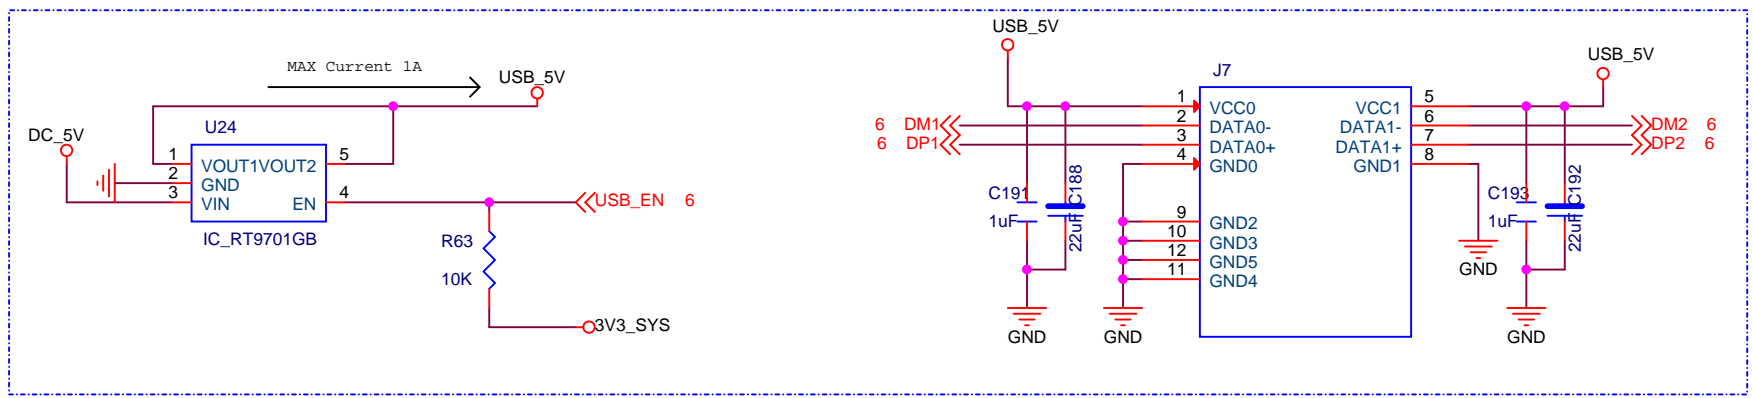 MAX Current 1A
USB_5V
DC_5V
U24
1 VOUT1 VOUT2 5
2 GND
3 VIN EN 4
IC_RT9701GB
USB_EN 6
R63
10K
3V3_SYS
USB_5V
USB_5V
J7
1 VCC0 VCC1 5
6 DM1 2 DATA0- DATA1- 6 DM2 6
6 DP1 3 DATA0+ DATA1+ 7 DP2 6
4 GND0 GND1 8
C191
1uF
C188
22uF
9 GND2
10 GND3
12 GND5
11 GND4
C193
1uF
C192
22uF
GND
GND
GND
GND